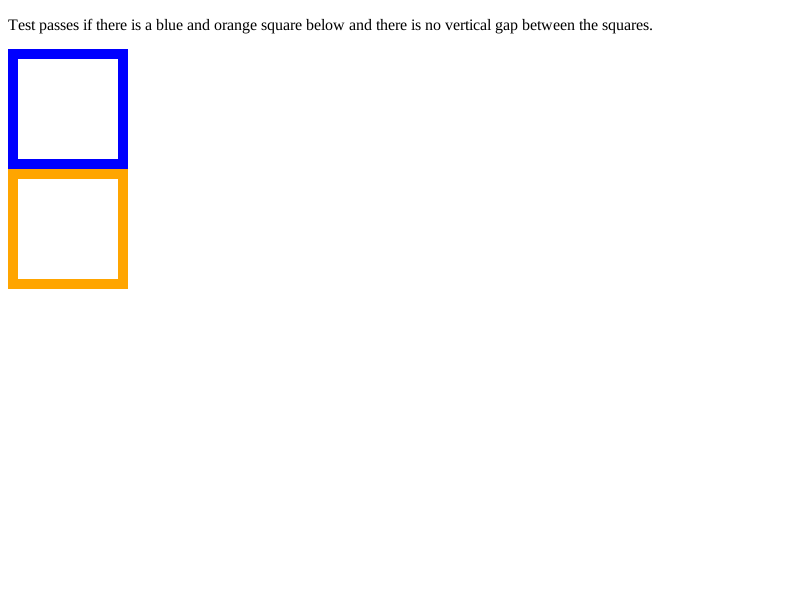 Test passes if there is a blue and orange square below and there is no vertical gap between the squares.